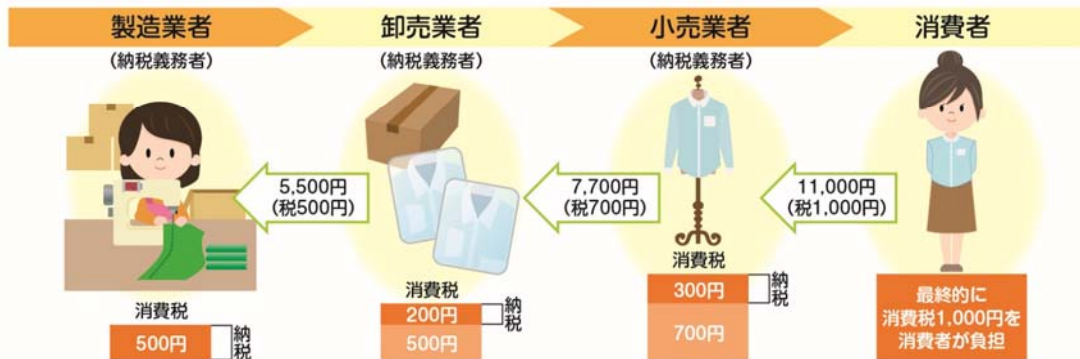 製造業者
(納税義務者)
卸売業者
(納税義務者)
小売業者
(納税義務者)
消費者
5,500円
(税500円)
7,700円
(税700円)
11,000円
(税1,000円)
消費税
500円
納税
消費税
200円
500円
納税
消費税
300円
700円
納税
最終的に
消費税1,000円を
消費者が負担